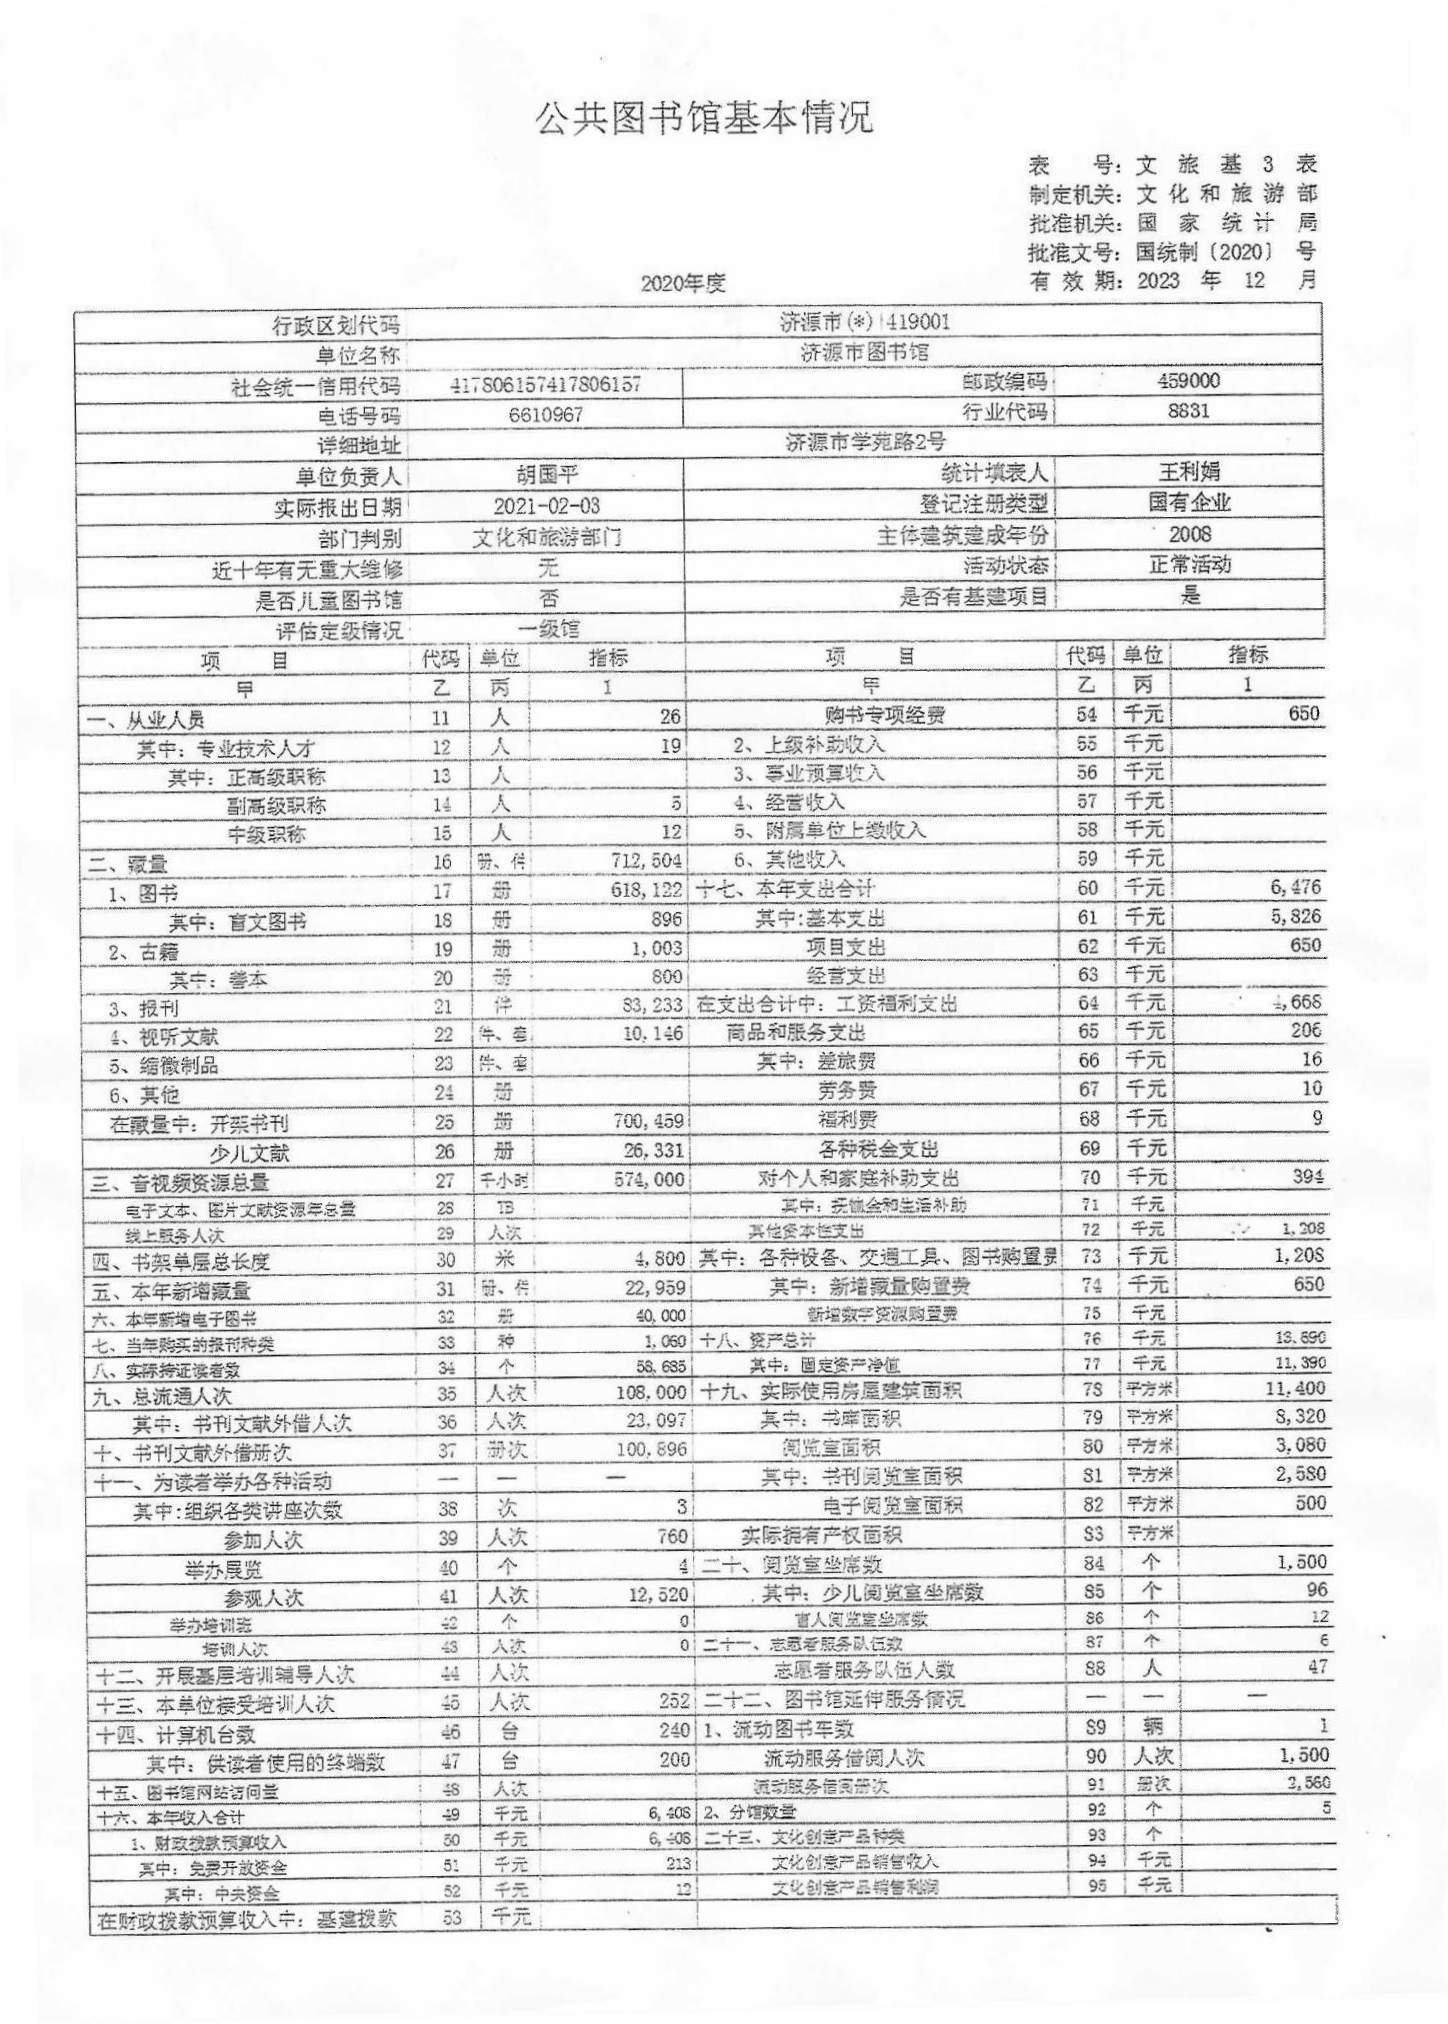 公共图书馆基本情况
表 号：文 旅 基 3 表
制定机关：文 化 和 旅 游 部
批准机关：国 家 统 计 局
批准文号：国统制〔2020〕 号
2020年度
有 效 期：2023 年 12 月
行政区划代码 济源市(*) 419001
单位名称 济源市图书馆
社会统一信用代码 417806157417806157 邮政编码 459000
电话号码 6610967 行业代码 8831
详细地址 济源市学苑路2号
单位负责人 胡国平 统计填表人 王利娟
实际报出日期 2021-02-03 登记注册类型 国有企业
部门判别 文化和旅游部门 主体建筑建成年份 2008
近十年有无重大维修 无 活动状态 正常活动
是否儿童图书馆 否 是否有基建项目 是
评估定级情况 一级馆
项 目 代码 单位 指标 项 目 代码 单位 指标
甲 乙 丙 1 甲 乙 丙 1
一、从业人员 11 人 26 购书专项经费 54 千元 650
其中：专业技术人才 12 人 19 2、上级补助收入 55 千元
其中：正高级职称 13 人 3、事业预算收入 56 千元
副高级职称 14 人 5 4、经营收入 57 千元
中级职称 15 人 12 5、附属单位上缴收入 58 千元
二、藏量 16 册、件 712,504 6、其他收入 59 千元
1、图书 17 册 618,122 十七、本年支出合计 60 千元 6,476
其中：盲文图书 18 册 896 其中:基本支出 61 千元 5,826
2、古籍 19 册 1,003 项目支出 62 千元 650
其中：善本 20 册 800 经营支出 63 千元
3、报刊 21 件 83,233 在支出合计中：工资福利支出 64 千元 4,668
4、视听文献 22 件、套 10,146 商品和服务支出 65 千元 206
5、缩微制品 23 件、套 其中：差旅费 66 千元 16
6、其他 24 册 劳务费 67 千元 10
在藏量中：开架书刊 25 册 700,459 福利费 68 千元 9
少儿文献 26 册 26,331 各种税金支出 69 千元
三、音视频资源总量 27 千小时 574,000 对个人和家庭补助支出 70 千元 394
电子文本、图片文献资源年总量 28 TB 其中：抚恤金和生活补助 71 千元
线上服务人次 29 人次 其他资本性支出 72 千元 1,208
四、书架单层总长度 30 米 4,800 其中：各种设备、交通工具、图书购置费 73 千元 1,208
五、本年新增藏量 31 册、件 22,959 其中：新增藏量购置费 74 千元 650
六、本年新增电子图书 32 册 40,000 新增数字资源购置费 75 千元
七、当年购买的报刊种类 33 种 1,060 十八、资产总计 76 千元 13,690
八、实际持证读者数 34 个 58,685 其中：固定资产净值 77 千元 11,390
九、总流通人次 35 人次 108,000 十九、实际使用房屋建筑面积 78 平方米 11,400
其中：书刊文献外借人次 36 人次 23,097 其中：书库面积 79 平方米 8,320
十、书刊文献外借册次 37 册次 100,896 阅览室面积 80 平方米 3,080
十一、为读者举办各种活动 — — — 其中：书刊阅览室面积 81 平方米 2,580
其中:组织各类讲座次数 38 次 3 电子阅览室面积 82 平方米 500
参加人次 39 人次 760 实际拥有产权面积 83 平方米
举办展览 40 个 4 二十、阅览室坐席数 84 个 1,500
参观人次 41 人次 12,520 其中：少儿阅览室坐席数 85 个 96
举办培训班 42 个 0 盲人阅览室坐席数 86 个 12
培训人次 43 人次 0 二十一、志愿者服务队伍数 87 个 6
十二、开展基层培训辅导人次 44 人次 志愿者服务队伍人数 88 人 47
十三、本单位接受培训人次 45 人次 252 二十二、图书馆延伸服务情况 — — —
十四、计算机台数 46 台 240 1、流动图书车数 89 辆 1
其中：供读者使用的终端数 47 台 200 流动服务借阅人次 90 人次 1,500
十五、图书馆网站访问量 48 人次 流动服务借阅册次 91 册次 2,560
十六、本年收入合计 49 千元 6,408 2、分馆数量 92 个 5
1、财政拨款预算收入 50 千元 6,408 二十三、文化创意产品种类 93 个
其中：免费开放资金 51 千元 213 文化创意产品销售收入 94 千元
其中：中央资金 52 千元 12 文化创意产品销售利润 95 千元
在财政拨款预算收入中：基建拨款 53 千元